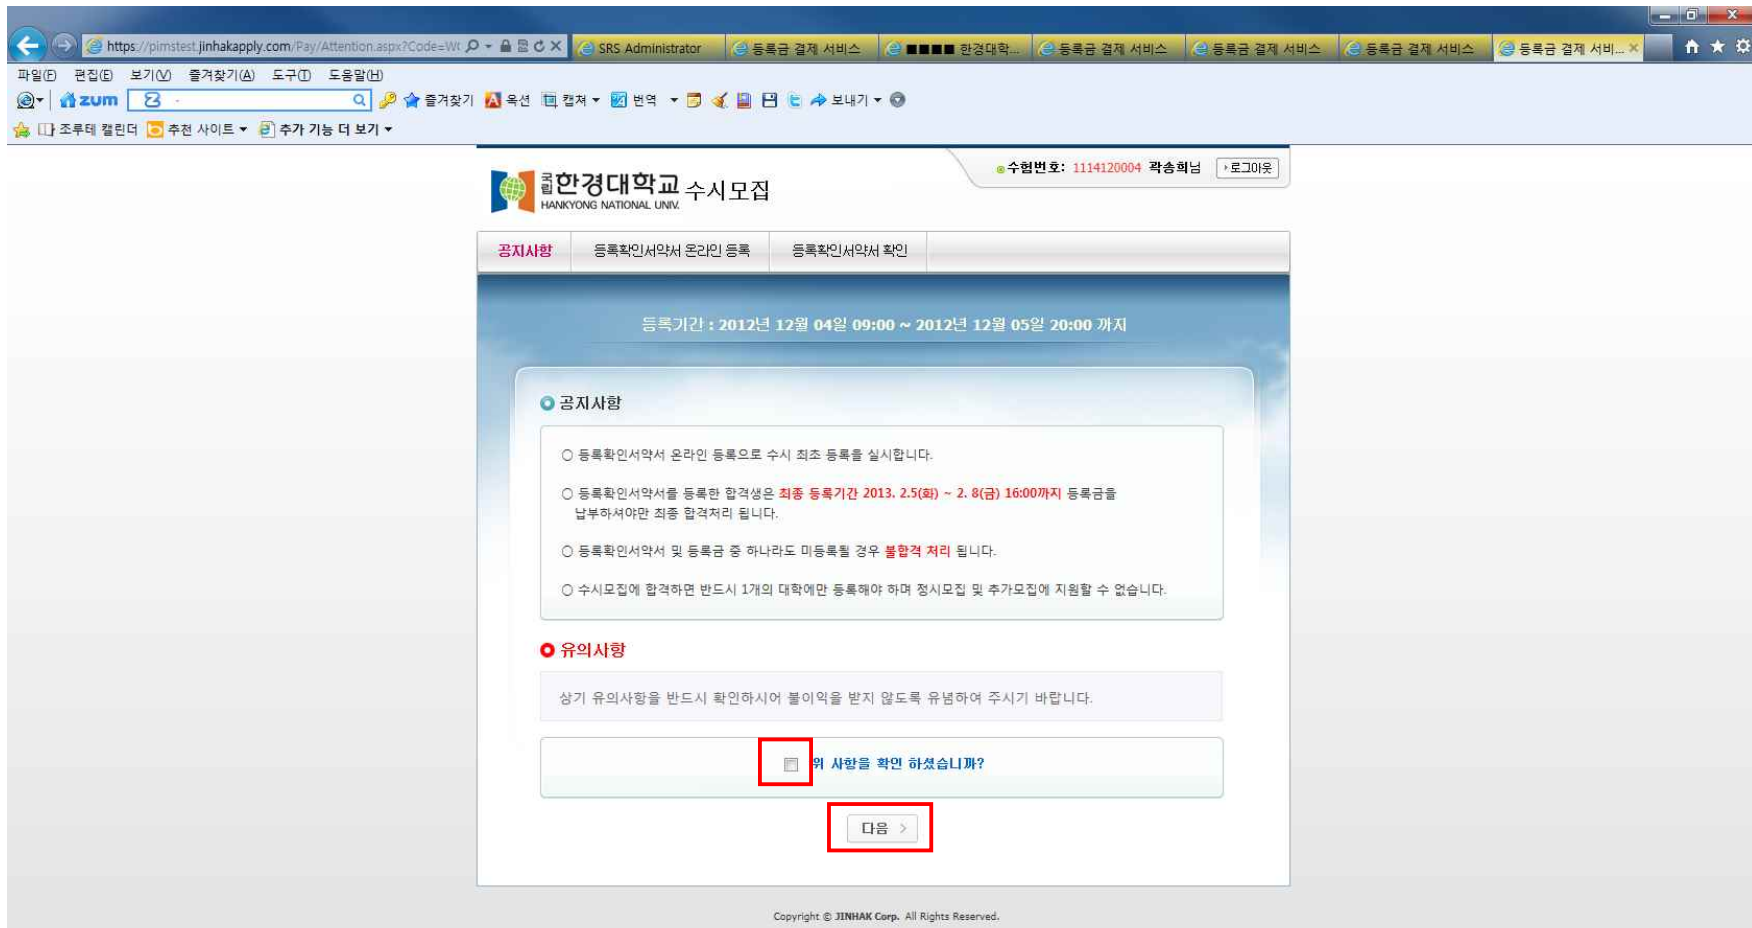 https://pimstest.jinhakapply.com/Pay/Attention.aspx?Code=
SRS Administrator
등록금 결제 서비스
■■■■ 한경대학...
등록금 결제 서비스
등록금 결제 서비스
등록금 결제 서비스
등록금 결제 서비...
파일(F) 편집(E) 보기(V) 즐겨찾기(A) 도구(T) 도움말(H)
zum 즐겨찾기 옥션 캡쳐 번역 보내기
조루테 캘린더 추천 사이트 추가 기능 더 보기
국립한경대학교 수시모집
HANKYONG NATIONAL UNIV.
수험번호: 1114120004 곽송희님 로그아웃
공지사항 등록확인서약서 온라인 등록 등록확인서약서 확인
등록기간 : 2012년 12월 04일 09:00 ~ 2012년 12월 05일 20:00 까지
공지사항
○ 등록확인서약서 온라인 등록으로 수시 최초 등록을 실시합니다.
○ 등록확인서약서를 등록한 합격생은 최종 등록기간 2013. 2.5(화) ~ 2. 8(금) 16:00까지 등록금을
납부하셔야만 최종 합격처리 됩니다.
○ 등록확인서약서 및 등록금 중 하나라도 미등록될 경우 불합격 처리 됩니다.
○ 수시모집에 합격하면 반드시 1개의 대학에만 등록해야 하며 정시모집 및 추가모집에 지원할 수 없습니다.
유의사항
상기 유의사항을 반드시 확인하시어 불이익을 받지 않도록 유념하여 주시기 바랍니다.
위 사항을 확인 하셨습니까?
다음 >
Copyright © JINHAK Corp. All Rights Reserved.